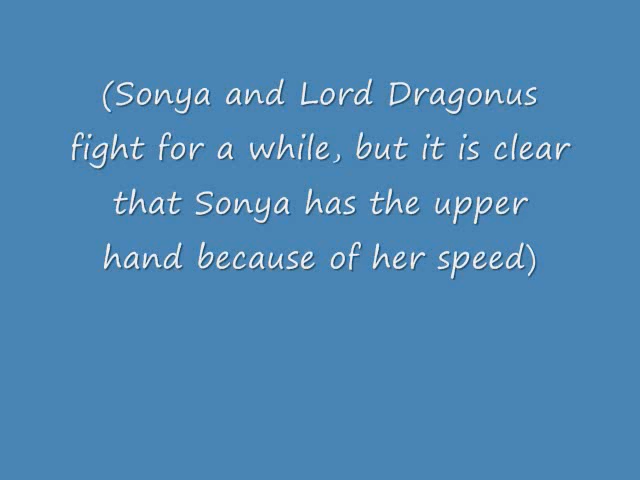 (Sonya and Lord Dragonus
fight for a while, but it is clear
that Sonya has the upper
hand because of her speed)